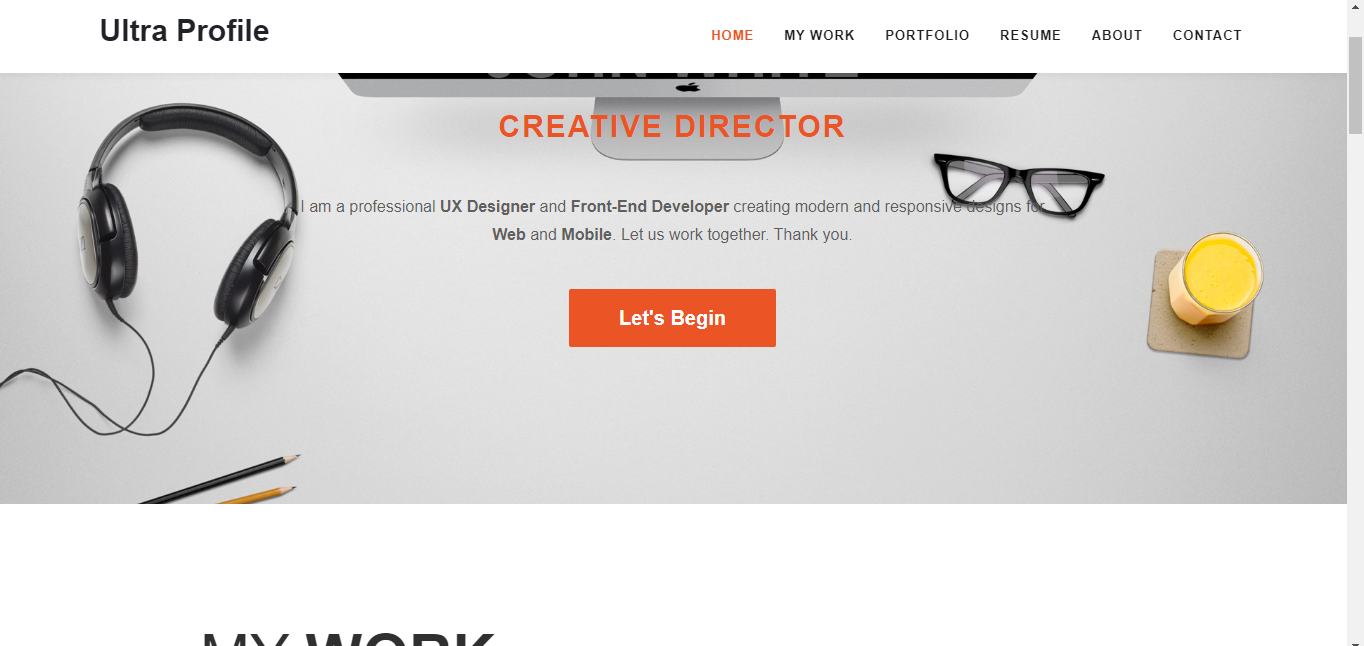 Ultra Profile
HOME MY WORK PORTFOLIO RESUME ABOUT CONTACT
JOHN WHITE
CREATIVE DIRECTOR
I am a professional UX Designer and Front-End Developer creating modern and responsive designs for
Web and Mobile. Let us work together. Thank you.
Let's Begin
MY WORK